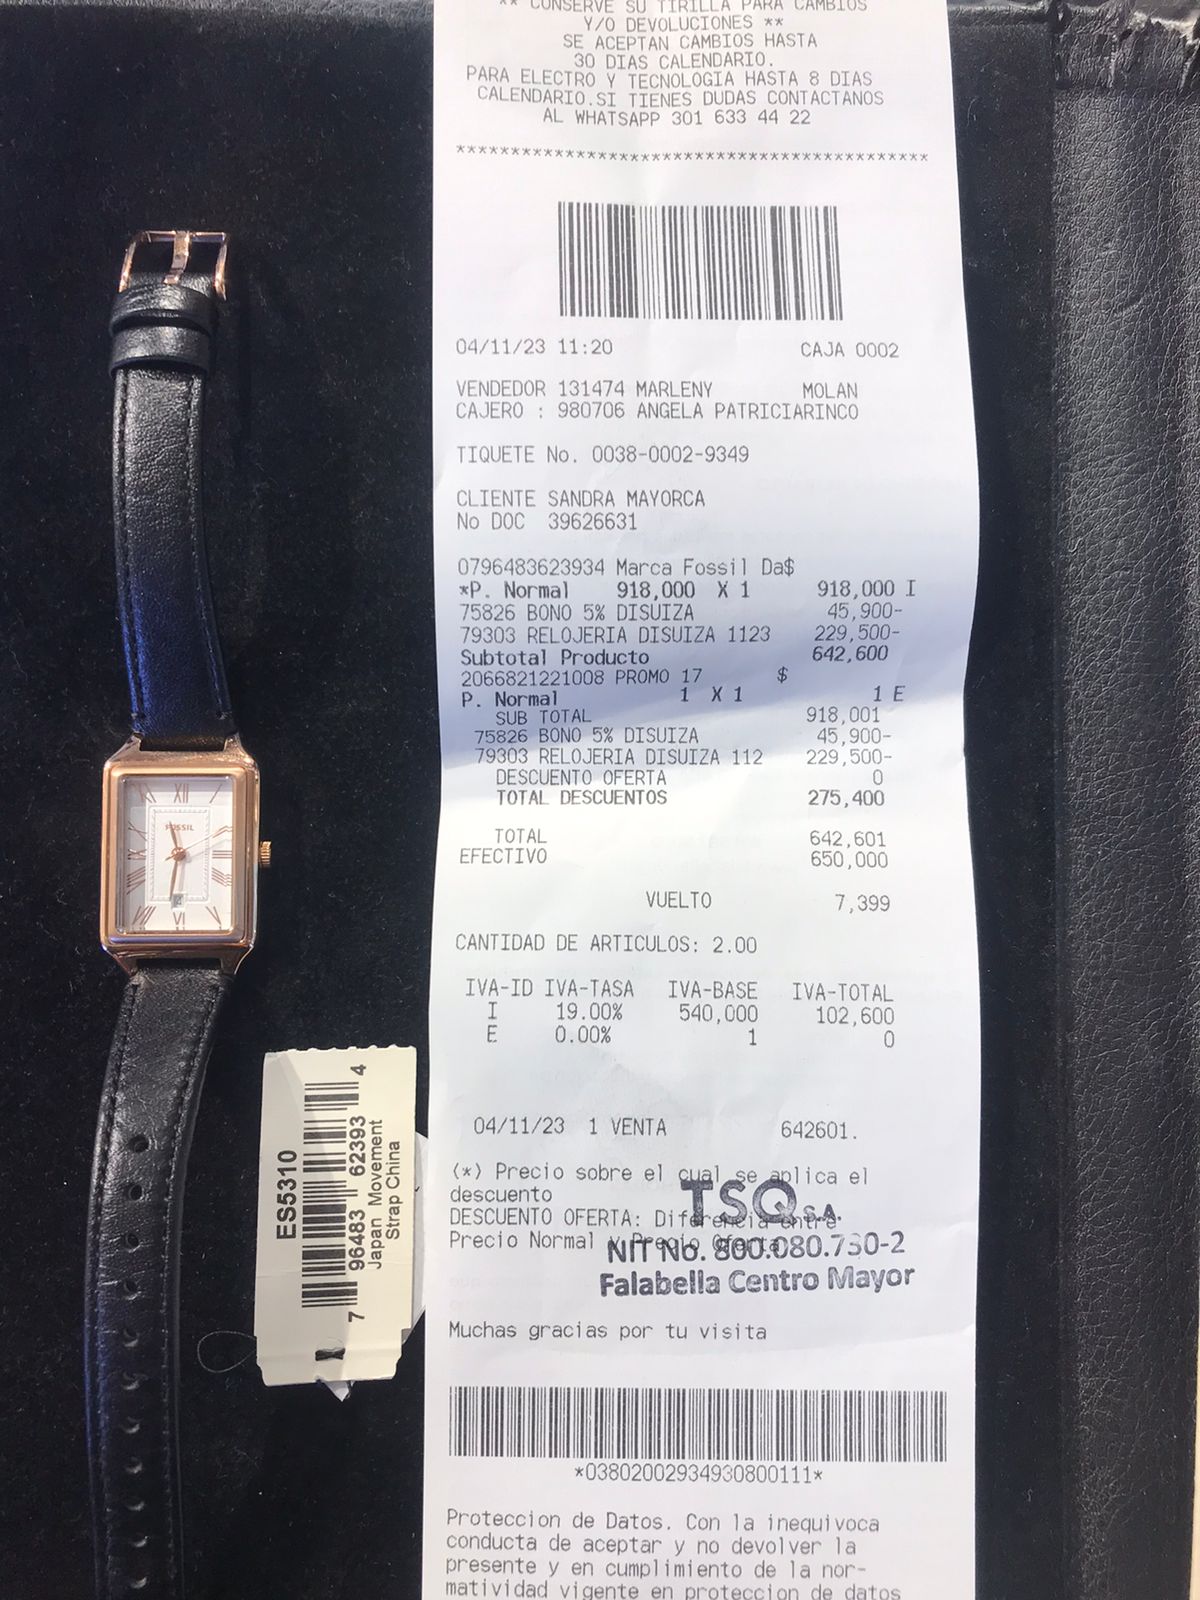 ** CONSERVE SU TIRILLA PARA CAMBIOS
Y/O DEVOLUCIONES **
SE ACEPTAN CAMBIOS HASTA
30 DIAS CALENDARIO.
PARA ELECTRO Y TECNOLOGIA HASTA 8 DIAS
CALENDARIO.SI TIENES DUDAS CONTACTANOS
AL WHATSAPP 301 633 44 22
*******************************************
04/11/23 11:20 CAJA 0002
VENDEDOR 131474 MARLENY MOLAN
CAJERO : 980706 ANGELA PATRICIARINCO
TIQUETE No. 0038-0002-9349
CLIENTE SANDRA MAYORCA
No DOC 39626631
0796483623934 Marca Fossil Da$
*P. Normal 918,000 X 1 918,000 I
75826 BONO 5% DISUIZA 45,900-
79303 RELOJERIA DISUIZA 1123 229,500-
Subtotal Producto 642,600
2066821221008 PROMO 17 $
P. Normal 1 X 1 1 E
SUB TOTAL 918,001
75826 BONO 5% DISUIZA 45,900-
79303 RELOJERIA DISUIZA 112 229,500-
DESCUENTO OFERTA 0
TOTAL DESCUENTOS 275,400
TOTAL 642,601
EFECTIVO 650,000
VUELTO 7,399
CANTIDAD DE ARTICULOS: 2.00
IVA-ID IVA-TASA IVA-BASE IVA-TOTAL
I 19.00% 540,000 102,600
E 0.00% 1 0
04/11/23 1 VENTA 642601.
(*) Precio sobre el cual se aplica el
descuento
DESCUENTO OFERTA: Diferencia entre
Precio Normal y Precio Oferta
TSQ S.A.
NIT No. 800.080.730-2
Falabella Centro Mayor
Muchas gracias por tu visita
*03802002934930800111*
Proteccion de Datos. Con la inequivoca
conducta de aceptar y no devolver la
presente y en cumplimiento de la nor-
matividad vigente en proteccion de datos
FOSSIL
XII
VI
ES5310
7 96483 62393 4
Japan Movement
Strap China